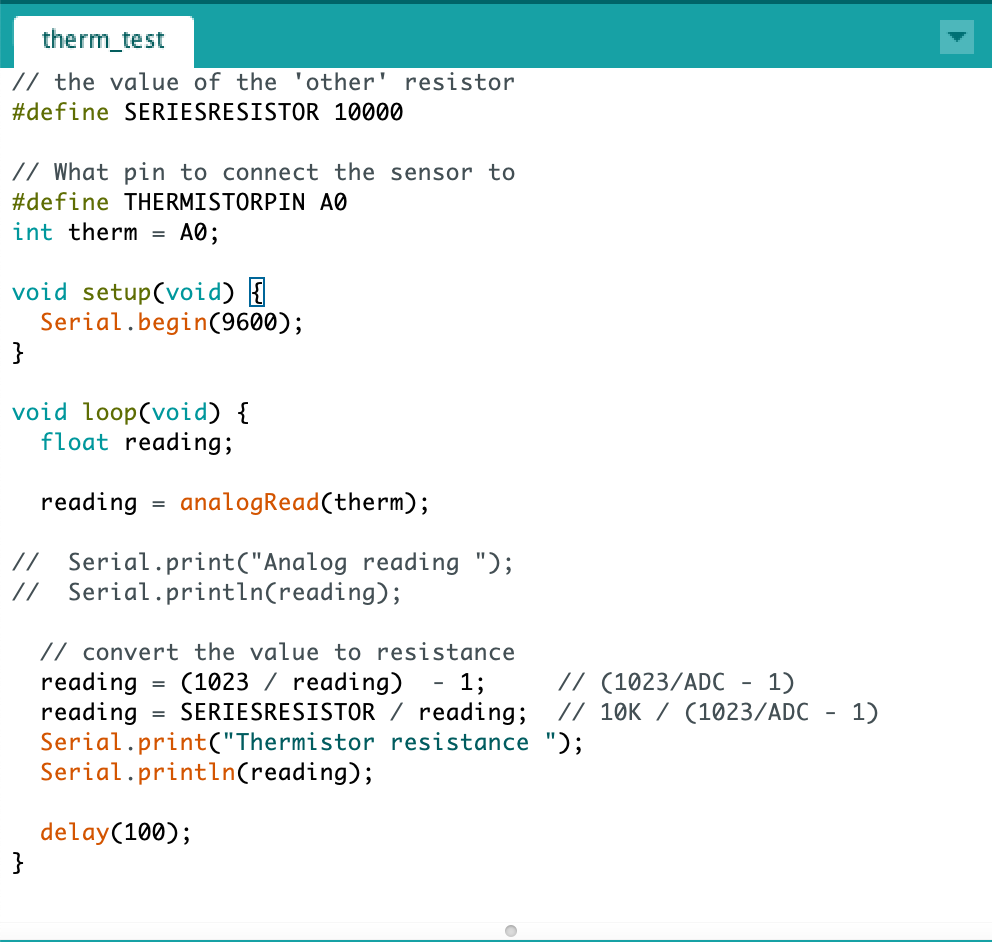 therm_test
// the value of the 'other' resistor
#define SERIESRESISTOR 10000
// What pin to connect the sensor to
#define THERMISTORPIN A0
int therm = A0;
void setup(void) {
  Serial.begin(9600);
}
void loop(void) {
  float reading;
  reading = analogRead(therm);
//  Serial.print("Analog reading ");
//  Serial.println(reading);
  // convert the value to resistance
  reading = (1023 / reading)  - 1;     // (1023/ADC - 1)
  reading = SERIESRESISTOR / reading;  // 10K / (1023/ADC - 1)
  Serial.print("Thermistor resistance ");
  Serial.println(reading);
  delay(100);
}